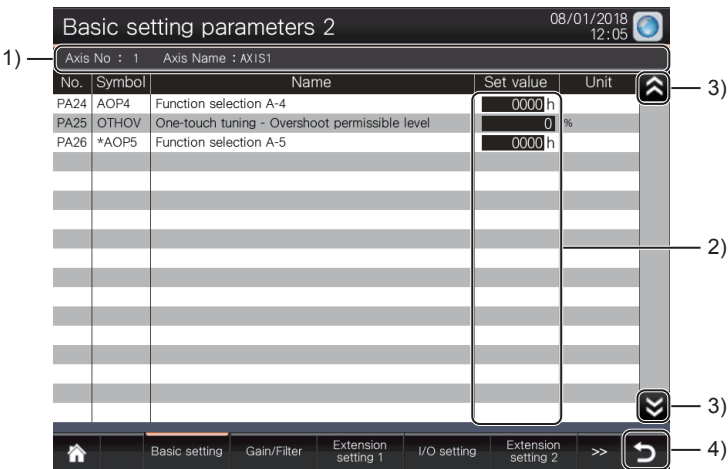 Basic setting parameters 2
08/01/2018
12:05
1)
Axis No : 1 Axis Name : AXIS1
No. Symbol Name Set value Unit
3)
PA24 AOP4 Function selection A-4 0000 h
PA25 OTHOV One-touch tuning - Overshoot permissible level 0 %
PA26 *AOP5 Function selection A-5 0000 h
2)
3)
Basic setting Gain/Filter Extension setting 1 I/O setting Extension setting 2 >>
4)